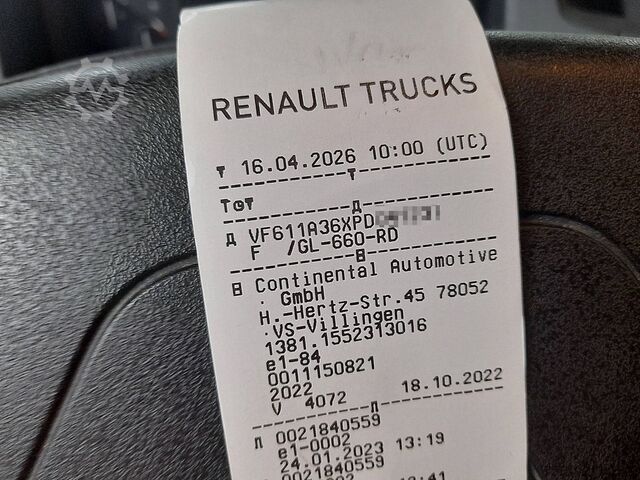 RENAULT TRUCKS
▼ 16.04.2026 10:00 (UTC)
VF611A36XPD
F /GL-660-RD
Continental Automotive
. GmbH
H.-Hertz-Str.45 78052
.VS-Villingen
1381.1552313016
e1-84
0011150821
2022
V 4072 18.10.2022
0021840559
e1-0002
24.01.2023 13:19
0021840559